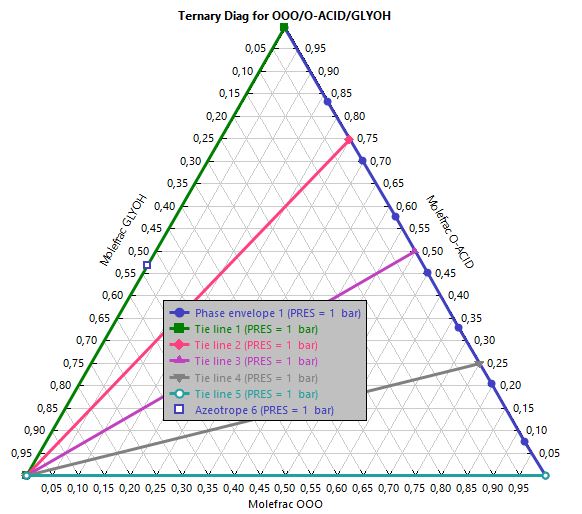 Ternary Diag for OOO/O-ACID/GLYOH
0,05 0,95
0,10 0,90
0,15 0,85
0,20 0,80
0,25 0,75
0,30 0,70
0,35 0,65
0,40 0,60
Molefrac GLYOH
0,45 0,55
Molefrac O-ACID
0,50 0,50
0,55 0,45
0,60 0,40
0,65 0,35
0,70 0,30
0,75 0,25
0,80 0,20
0,85 0,15
0,90 0,10
0,95 0,05
Phase envelope 1 (PRES = 1 bar)
Tie line 1 (PRES = 1 bar)
Tie line 2 (PRES = 1 bar)
Tie line 3 (PRES = 1 bar)
Tie line 4 (PRES = 1 bar)
Tie line 5 (PRES = 1 bar)
Azeotrope 6 (PRES = 1 bar)
0,05 0,10 0,15 0,20 0,25 0,30 0,35 0,40 0,45 0,50 0,55 0,60 0,65 0,70 0,75 0,80 0,85 0,90 0,95
Molefrac OOO